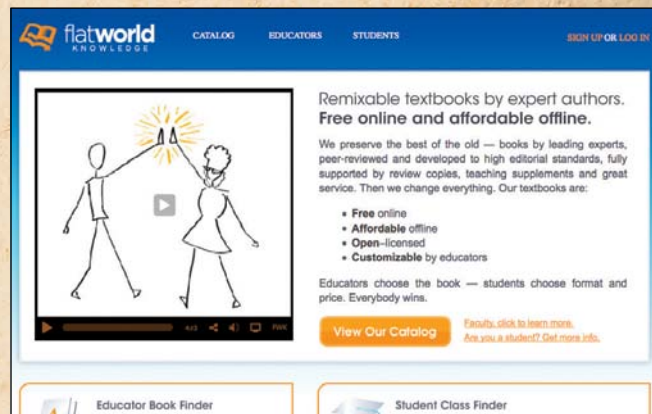 flatworld
KNOWLEDGE
CATALOG EDUCATORS STUDENTS SIGN UP OR LOG IN
Remixable textbooks by expert authors.
Free online and affordable offline.
We preserve the best of the old — books by leading experts,
peer-reviewed and developed to high editorial standards, fully
supported by review copies, teaching supplements and great
service. Then we change everything. Our textbooks are:
• Free online
• Affordable offline
• Open-licensed
• Customizable by educators
Educators choose the book — students choose format and
price. Everybody wins.
View Our Catalog
Faculty, click to learn more.
Are you a student? Get more info.
FWK
Educator Book Finder
Student Class Finder